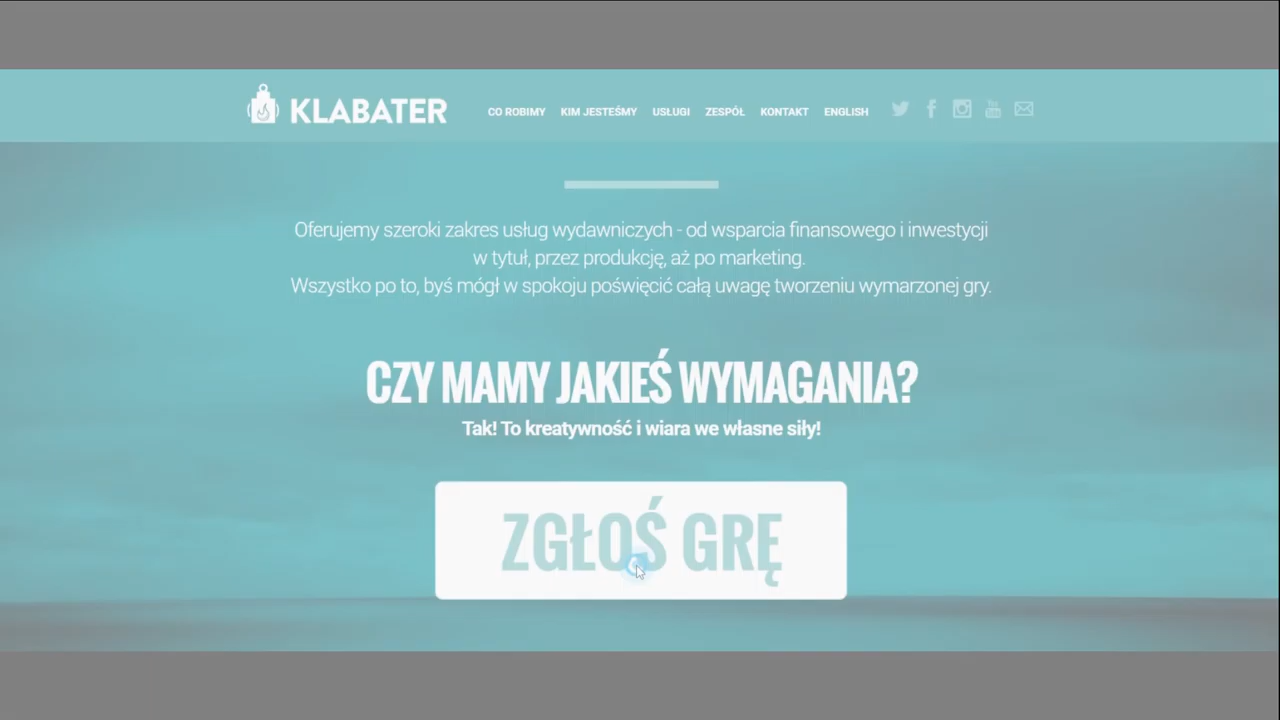 KLABATER
CO ROBIMY KIM JESTEŚMY USŁUGI ZESPÓŁ KONTAKT ENGLISH
Oferujemy szeroki zakres usług wydawniczych - od wsparcia finansowego i inwestycji
w tytuł, przez produkcję, aż po marketing.
Wszystko po to, byś mógł w spokoju poświęcić całą uwagę tworzeniu wymarzonej gry.
CZY MAMY JAKIEŚ WYMAGANIA?
Tak! To kreatywność i wiara we własne siły!
ZGŁOŚ GRĘ